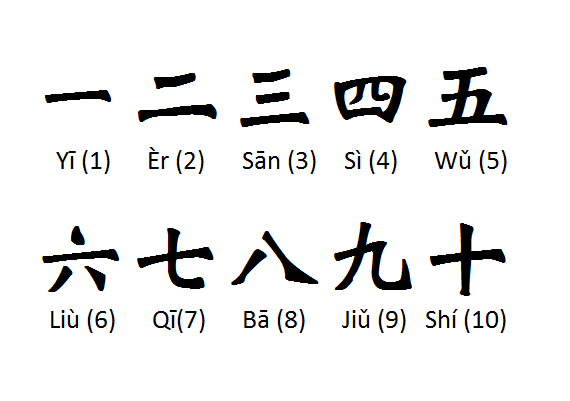 一 二 三 四 五
Yī (1) Èr (2) Sān (3) Sì (4) Wǔ (5)
六 七 八 九 十
Liù (6) Qī(7) Bā (8) Jiǔ (9) Shí (10)